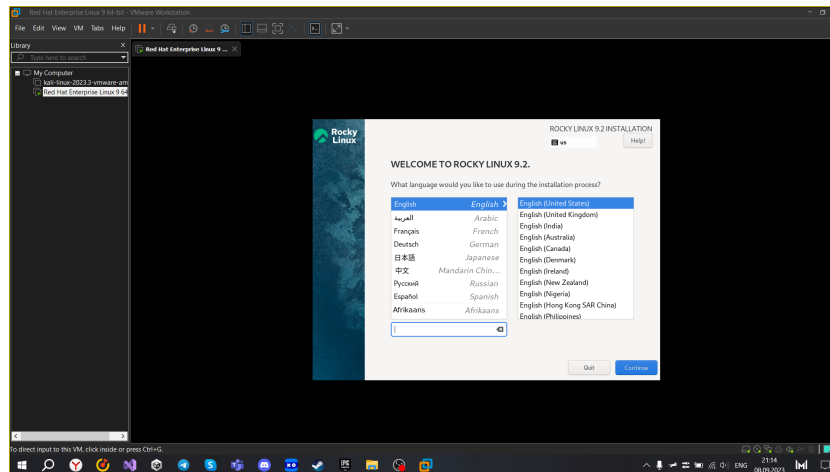 Red Hat Enterprise Linux 9 64-bit - VMware Workstation
File Edit View VM Tabs Help
Library
Type here to search
My Computer
kali-linux-2023.3-vmware-am
Red Hat Enterprise Linux 9 64
Red Hat Enterprise Linux 9 ...
Rocky
Linux
ROCKY LINUX 9.2 INSTALLATION
us
Help!
WELCOME TO ROCKY LINUX 9.2.
What language would you like to use during the installation process?
English English
العربية Arabic
Français French
Deutsch German
日本語 Japanese
中文 Mandarin Chin...
Русский Russian
Español Spanish
Afrikaans Afrikaans
English (United States)
English (United Kingdom)
English (India)
English (Australia)
English (Canada)
English (Denmark)
English (Ireland)
English (New Zealand)
English (Nigeria)
English (Hong Kong SAR China)
English (Philippines)
Quit
Continue
To direct input to this VM, click inside or press Ctrl+G.
ENG
21:14
08.09.2023